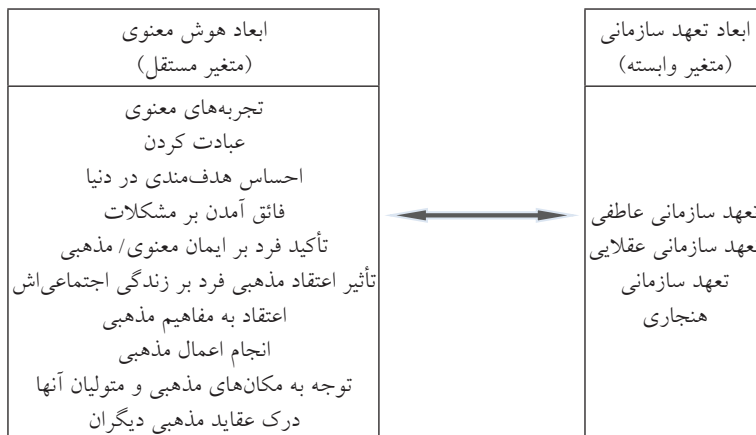 ابعاد تعهد سازمانی
(متغیر وابسته)
تعهد سازمانی عاطفی
تعهد سازمانی عقلایی
تعهد سازمانی
هنجاری
ابعاد هوش معنوی
(متغیر مستقل)
تجربه‌های معنوی
عبادت کردن
احساس هدف‌مندی در دنیا
فائق آمدن بر مشکلات
تأکید فرد بر ایمان معنوی/ مذهبی
تأثیر اعتقاد مذهبی فرد بر زندگی اجتماعی‌اش
اعتقاد به مفاهیم مذهبی
انجام اعمال مذهبی
توجه به مکان‌های مذهبی و متولیان آنها
درک عقاید مذهبی دیگران